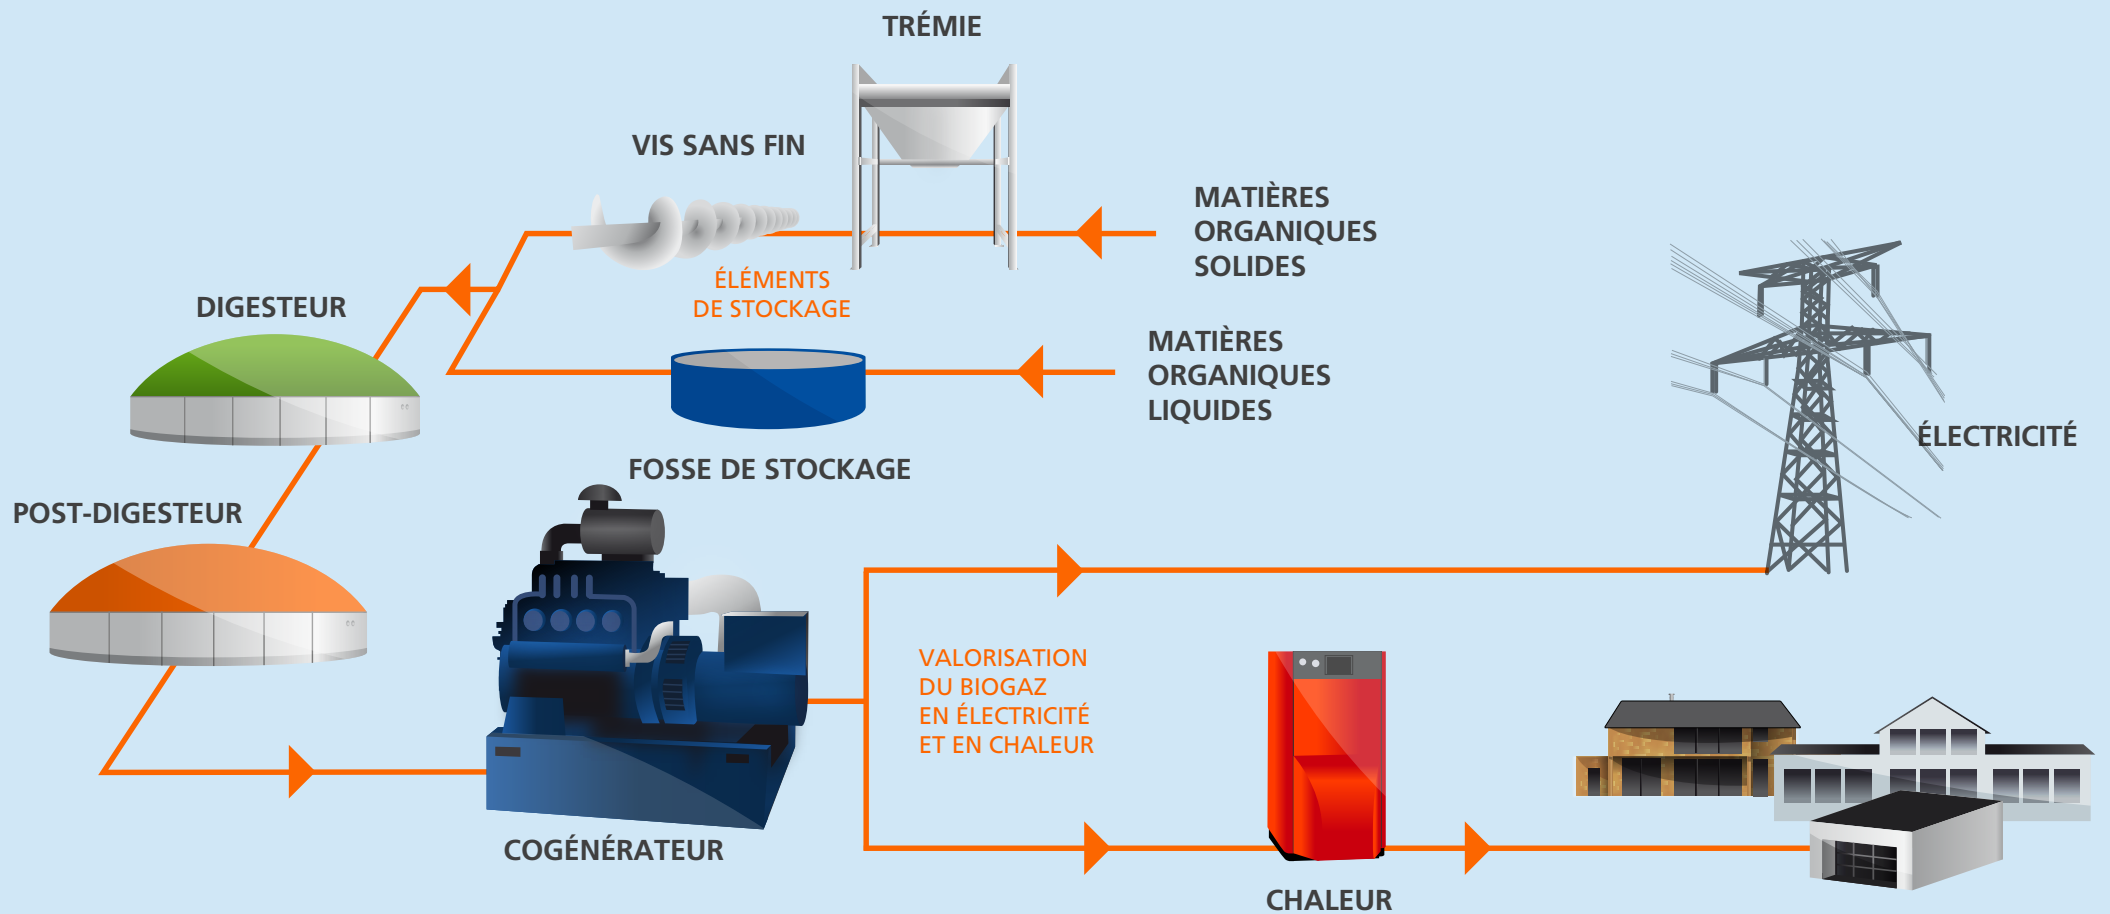 TRÉMIE
VIS SANS FIN
MATIÈRES
ORGANIQUES
SOLIDES
ÉLÉMENTS
DE STOCKAGE
DIGESTEUR
MATIÈRES
ORGANIQUES
LIQUIDES
FOSSE DE STOCKAGE
POST-DIGESTEUR
ÉLECTRICITÉ
VALORISATION
DU BIOGAZ
EN ÉLECTRICITÉ
ET EN CHALEUR
COGÉNÉRATEUR
CHALEUR